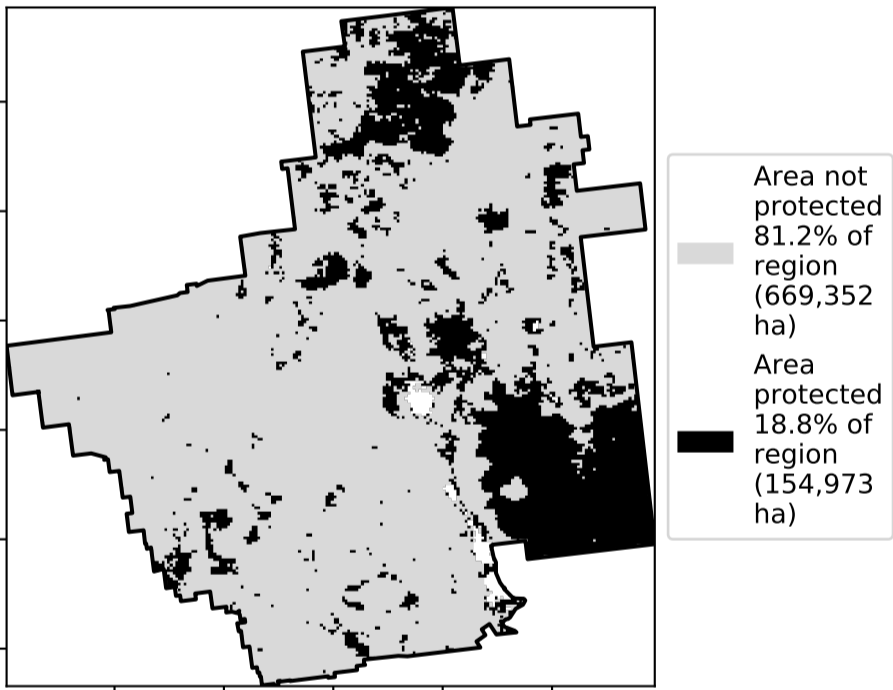 Area not
protected
81.2% of
region
(669,352
ha)
Area
protected
18.8% of
region
(154,973
ha)